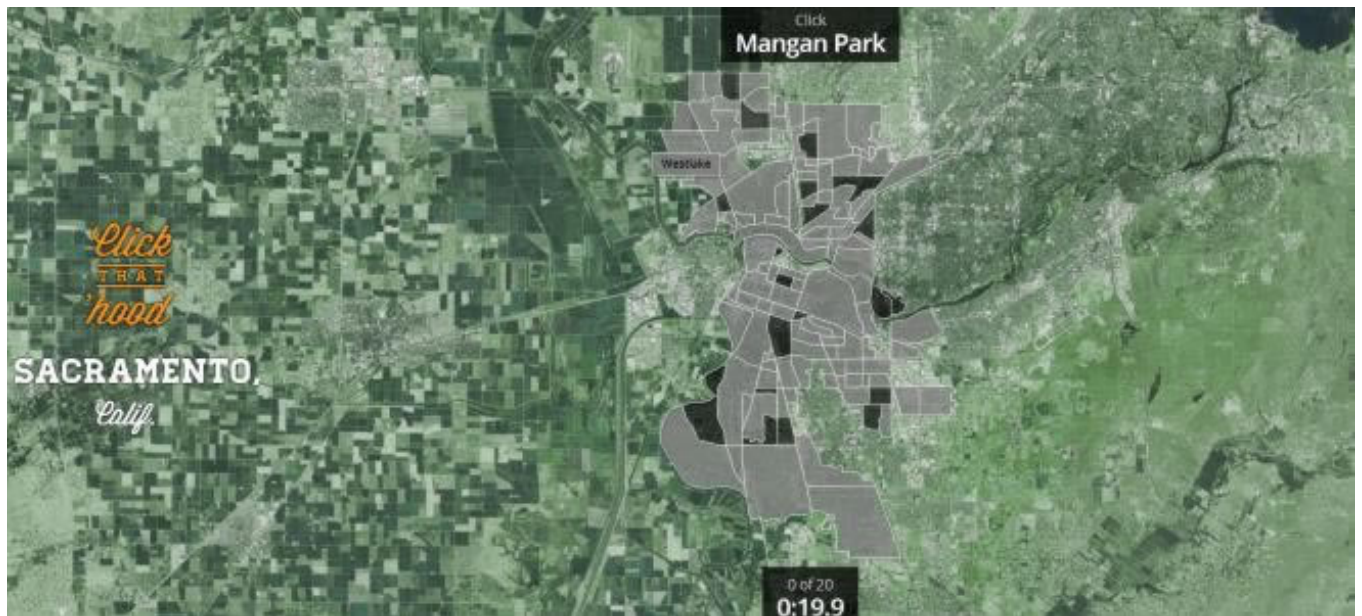 Click
Mangan Park
Westlake
Click
THAT
'hood
SACRAMENTO,
Calif.
0 of 20
0:19.9